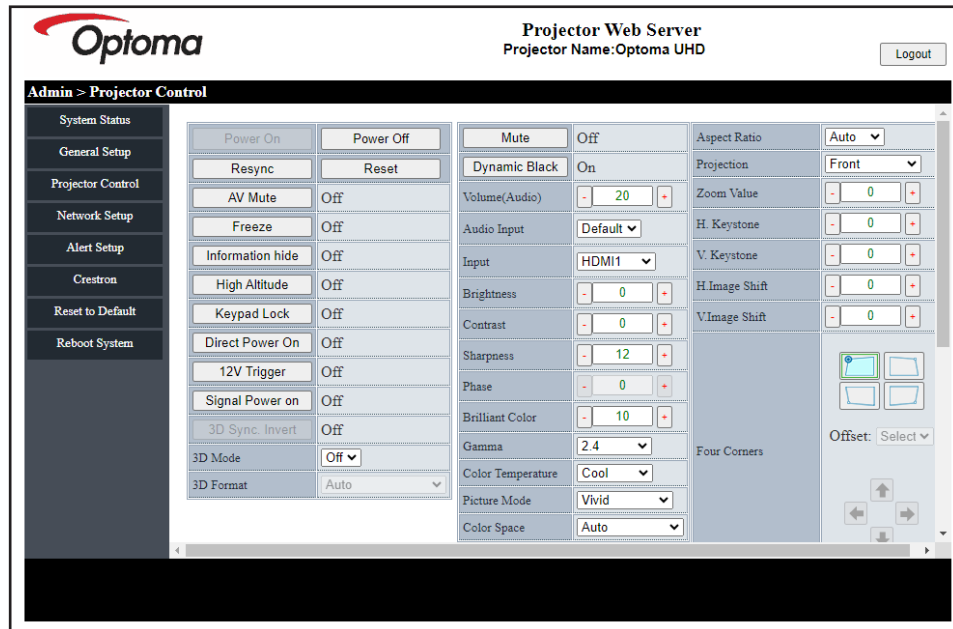 Optoma
Projector Web Server
Projector Name:Optoma UHD
Logout
Admin > Projector Control
System Status
General Setup
Projector Control
Network Setup
Alert Setup
Crestron
Reset to Default
Reboot System
Power On Power Off
Resync Reset
AV Mute Off
Freeze Off
Information hide Off
High Altitude Off
Keypad Lock Off
Direct Power On Off
12V Trigger Off
Signal Power on Off
3D Sync. Invert Off
3D Mode Off
3D Format Auto
Mute Off
Dynamic Black On
Volume(Audio) - 20 +
Audio Input Default
Input HDMI1
Brightness - 0 +
Contrast - 0 +
Sharpness - 12 +
Phase - 0 +
Brilliant Color - 10 +
Gamma 2.4
Color Temperature Cool
Picture Mode Vivid
Color Space Auto
Aspect Ratio Auto
Projection Front
Zoom Value - 0 +
H. Keystone - 0 +
V. Keystone - 0 +
H.Image Shift - 0 +
V.Image Shift - 0 +
Four Corners
Offset: Select